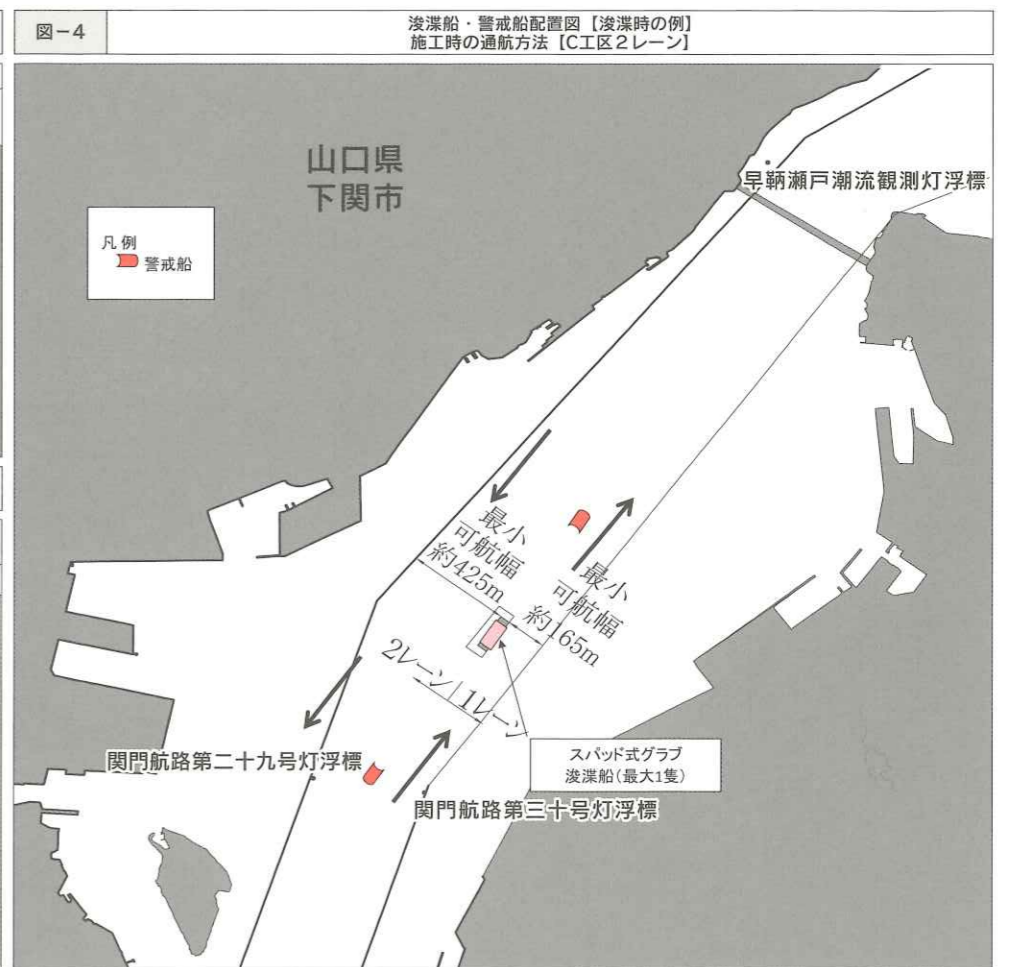 図-4
浚渫船・警戒船配置図【浚渫時の例】
施工時の通航方法【C工区2レーン】
山口県
下関市
早鞆瀬戸潮流観測灯浮標
凡例
警戒船
最小
可航幅
約425m
最小
可航幅
約165m
2レーン
1レーン
スパッド式グラブ
浚渫船(最大1隻)
関門航路第二十九号灯浮標
関門航路第三十号灯浮標